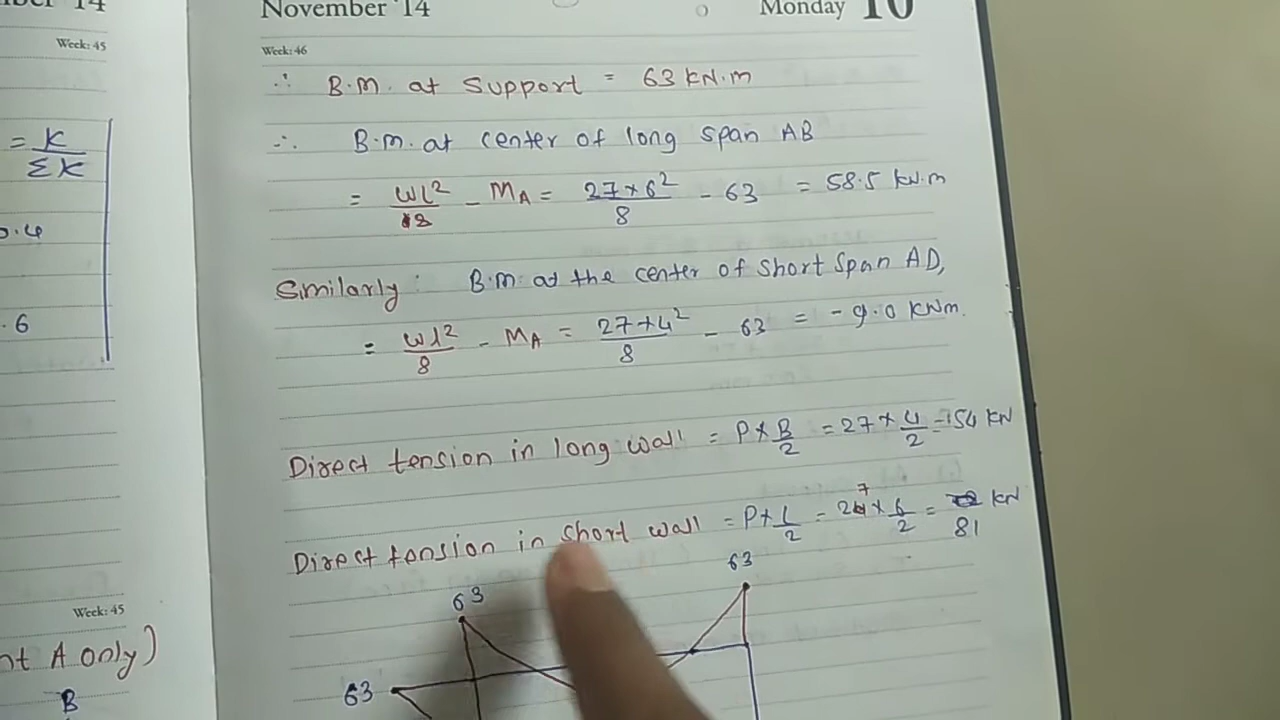 November '14
Monday 10
Week: 45
Week: 46
∴ B.M. at Support = 63 KN.m
= K/ΣK
∴ B.M. at center of long span AB
= wl²/8 - MA = 27×6²/8 - 63 = 58.5 kN.m
0.4
Similarly: B.M. at the center of short span AD,
.6
= wl²/8 - MA = 27×4²/8 - 63 = -9.0 kNm.
Direct tension in long wall = P×B/2 = 27×4/2 = 54 kN
Direct tension in short wall = P×L/2 = 27×6/2 = 81 kN
63
63
63
Week: 45
nt A only)
B